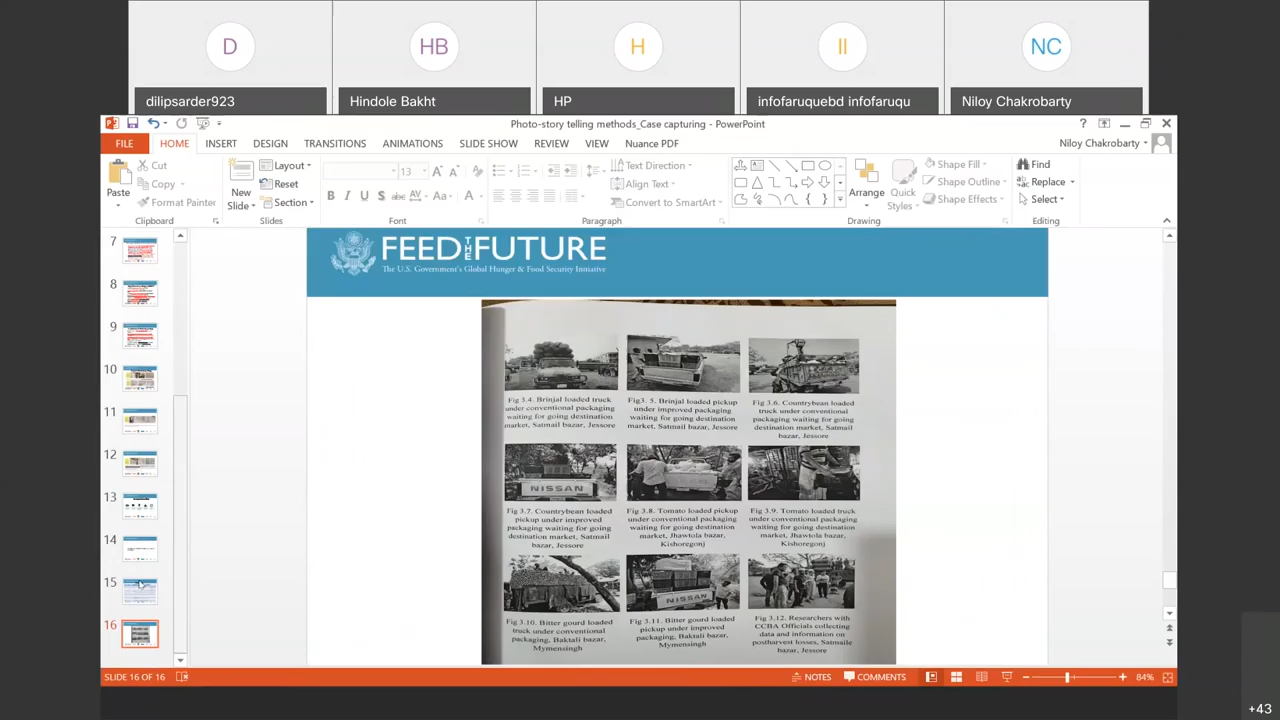 D
HB
H
II
NC
dilipsarder923
Hindole Bakht
HP
infofaruquebd infofaruqu
Niloy Chakrobarty
Photo-story telling methods_Case capturing - PowerPoint
FILE
HOME
INSERT
DESIGN
TRANSITIONS
ANIMATIONS
SLIDE SHOW
REVIEW
VIEW
Nuance PDF
Niloy Chakrobarty
Paste
Cut
Copy
Format Painter
Clipboard
New
Slide
Layout
Reset
Section
Slides
13
Font
Text Direction
Align Text
Convert to SmartArt
Paragraph
Arrange
Quick
Styles
Shape Fill
Shape Outline
Shape Effects
Drawing
Find
Replace
Select
Editing
7
8
9
10
11
12
13
14
15
16
FEED THE FUTURE
The U.S. Government's Global Hunger & Food Security Initiative
Fig 3.4. Brinjal loaded truck
under conventional packaging
waiting for going destination
market, Satmail bazar, Jessore
Fig3. 5. Brinjal loaded pickup
under improved packaging
waiting for going destination
market, Satmail bazar, Jessore
Fig 3.6. Countrybean loaded
truck under conventional
packaging waiting for going
destination market, Satmail
bazar, Jessore
NISSAN
Fig 3.7. Countrybean loaded
pickup under improved
packaging waiting for going
destination market, Satmail
bazar, Jessore
Fig 3.8. Tomato loaded pickup
under conventional packaging
waiting for going destination
market, Jhawtola bazar,
Kishoregonj
Fig 3.9. Tomato loaded truck
under conventional packaging
waiting for going destination
market, Jhawtola bazar,
Kishoregonj
NISSAN
Fig 3.10. Bitter gourd loaded
truck under conventional
packaging, Baktali bazar,
Mymensingh
Fig 3.11. Bitter gourd loaded
pickup under improved
packaging, Baktali bazar,
Mymensingh
Fig 3.12. Researchers with
CCBA Officials collecting
data and information on
postharvest losses, Satmaile
bazar, Jessore
SLIDE 16 OF 16
NOTES
COMMENTS
84%
+43